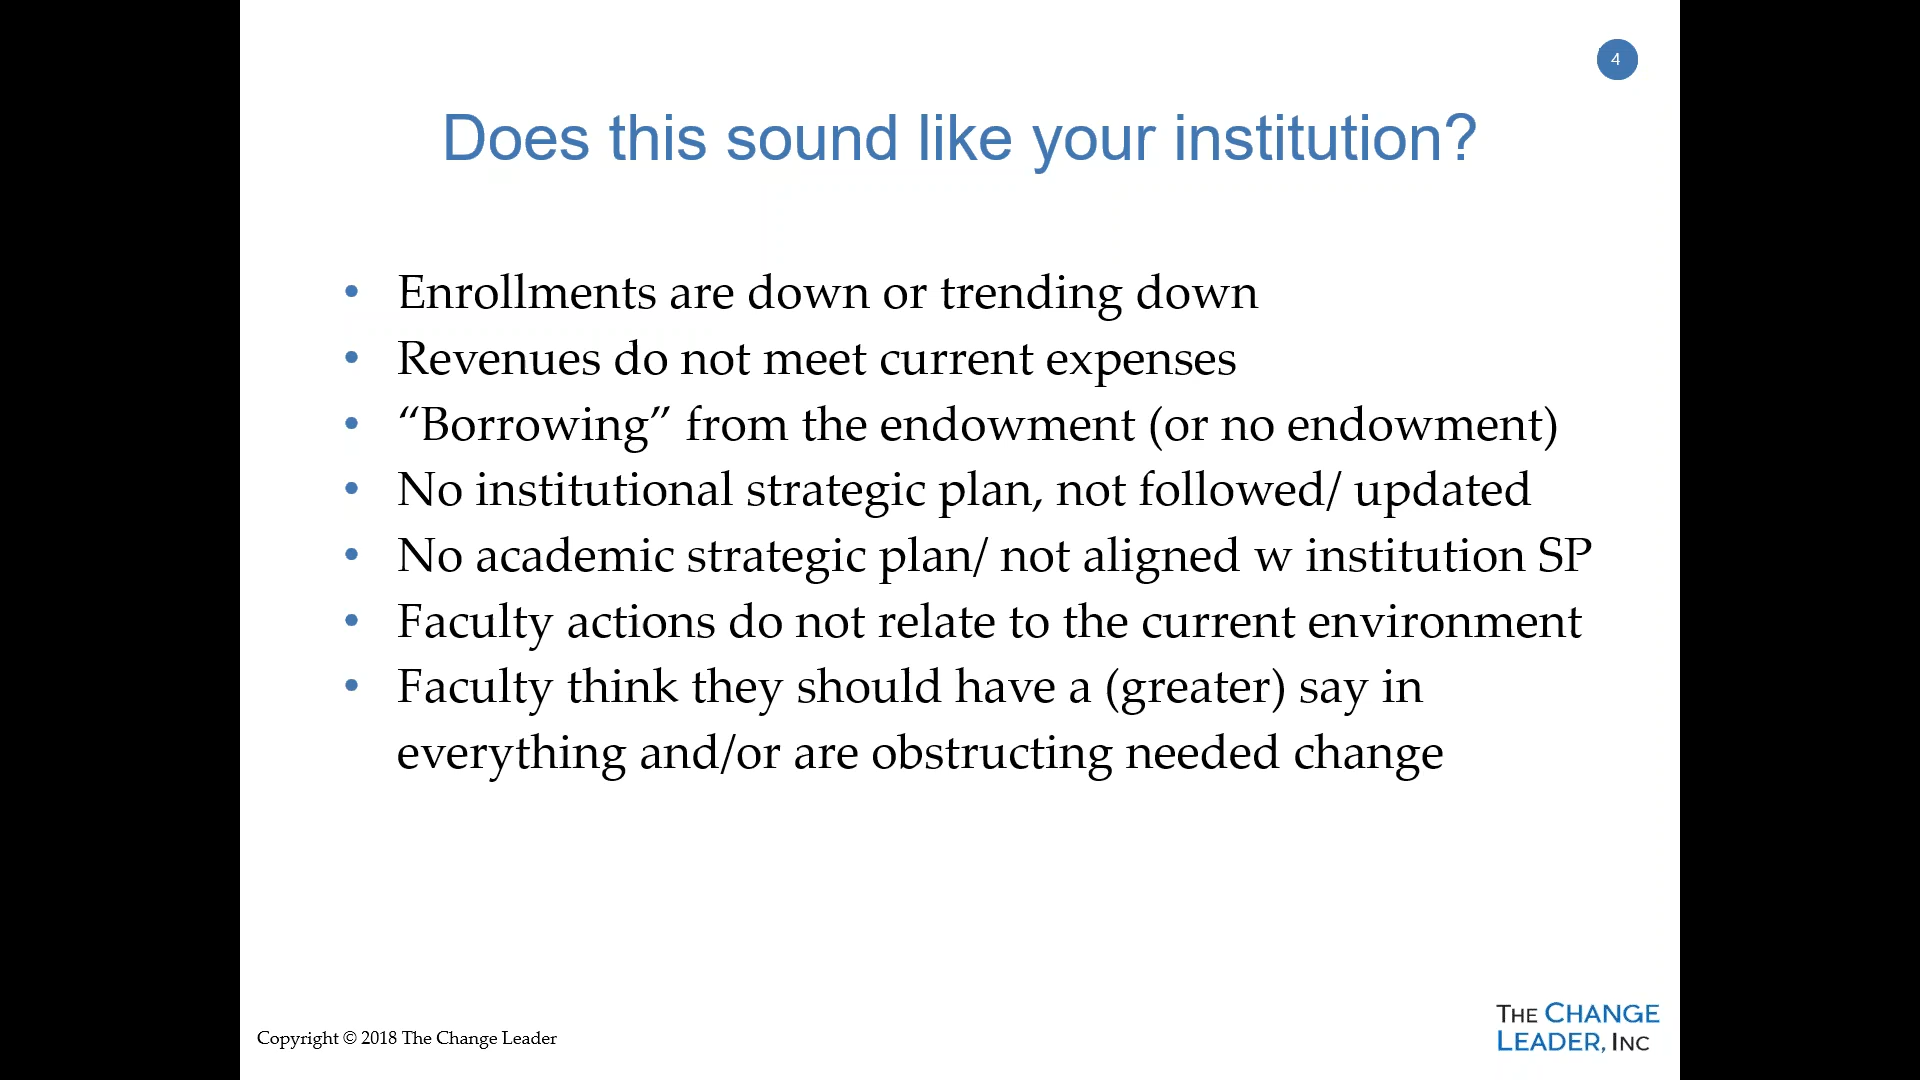 4
Does this sound like your institution?
• Enrollments are down or trending down
• Revenues do not meet current expenses
• “Borrowing” from the endowment (or no endowment)
• No institutional strategic plan, not followed/ updated
• No academic strategic plan/ not aligned w institution SP
• Faculty actions do not relate to the current environment
• Faculty think they should have a (greater) say in
everything and/or are obstructing needed change
Copyright © 2018 The Change Leader
THE CHANGE
LEADER, INC